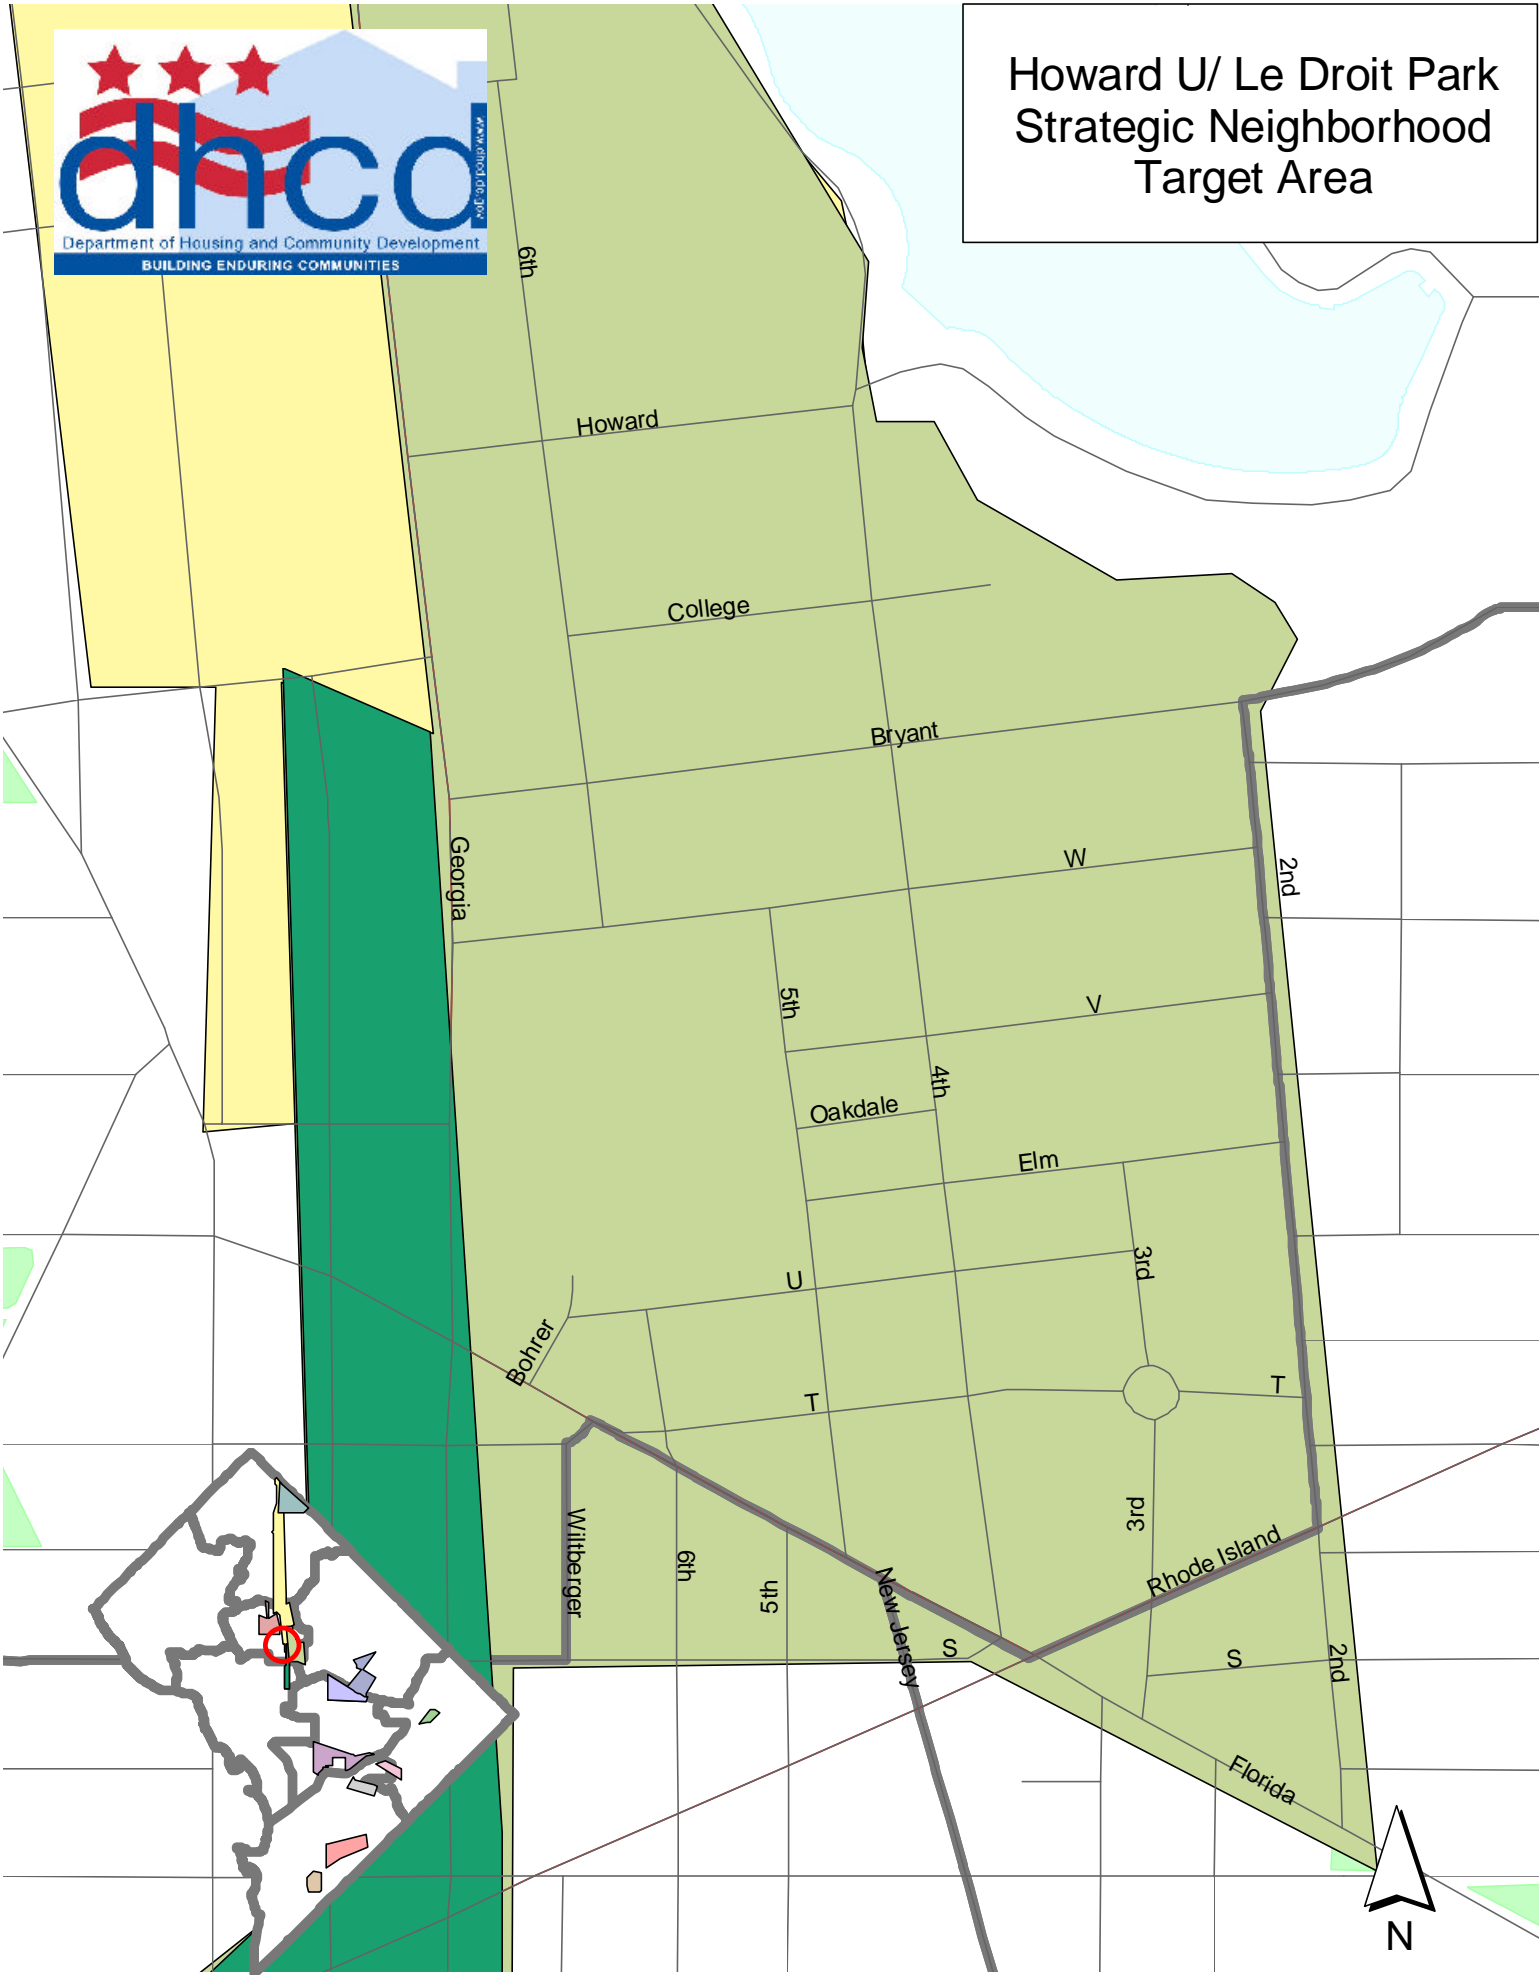 Howard U/ Le Droit Park
Strategic Neighborhood
Target Area
dhcd
www.dhcd.dc.gov
Department of Housing and Community Development
BUILDING ENDURING COMMUNITIES
6th
Howard
College
Bryant
Georgia
W
2nd
5th
V
4th
Oakdale
Elm
3rd
U
Bohrer
T
T
Wiltberger
6th
5th
New Jersey
3rd
Rhode Island
S
S
2nd
Florida
N